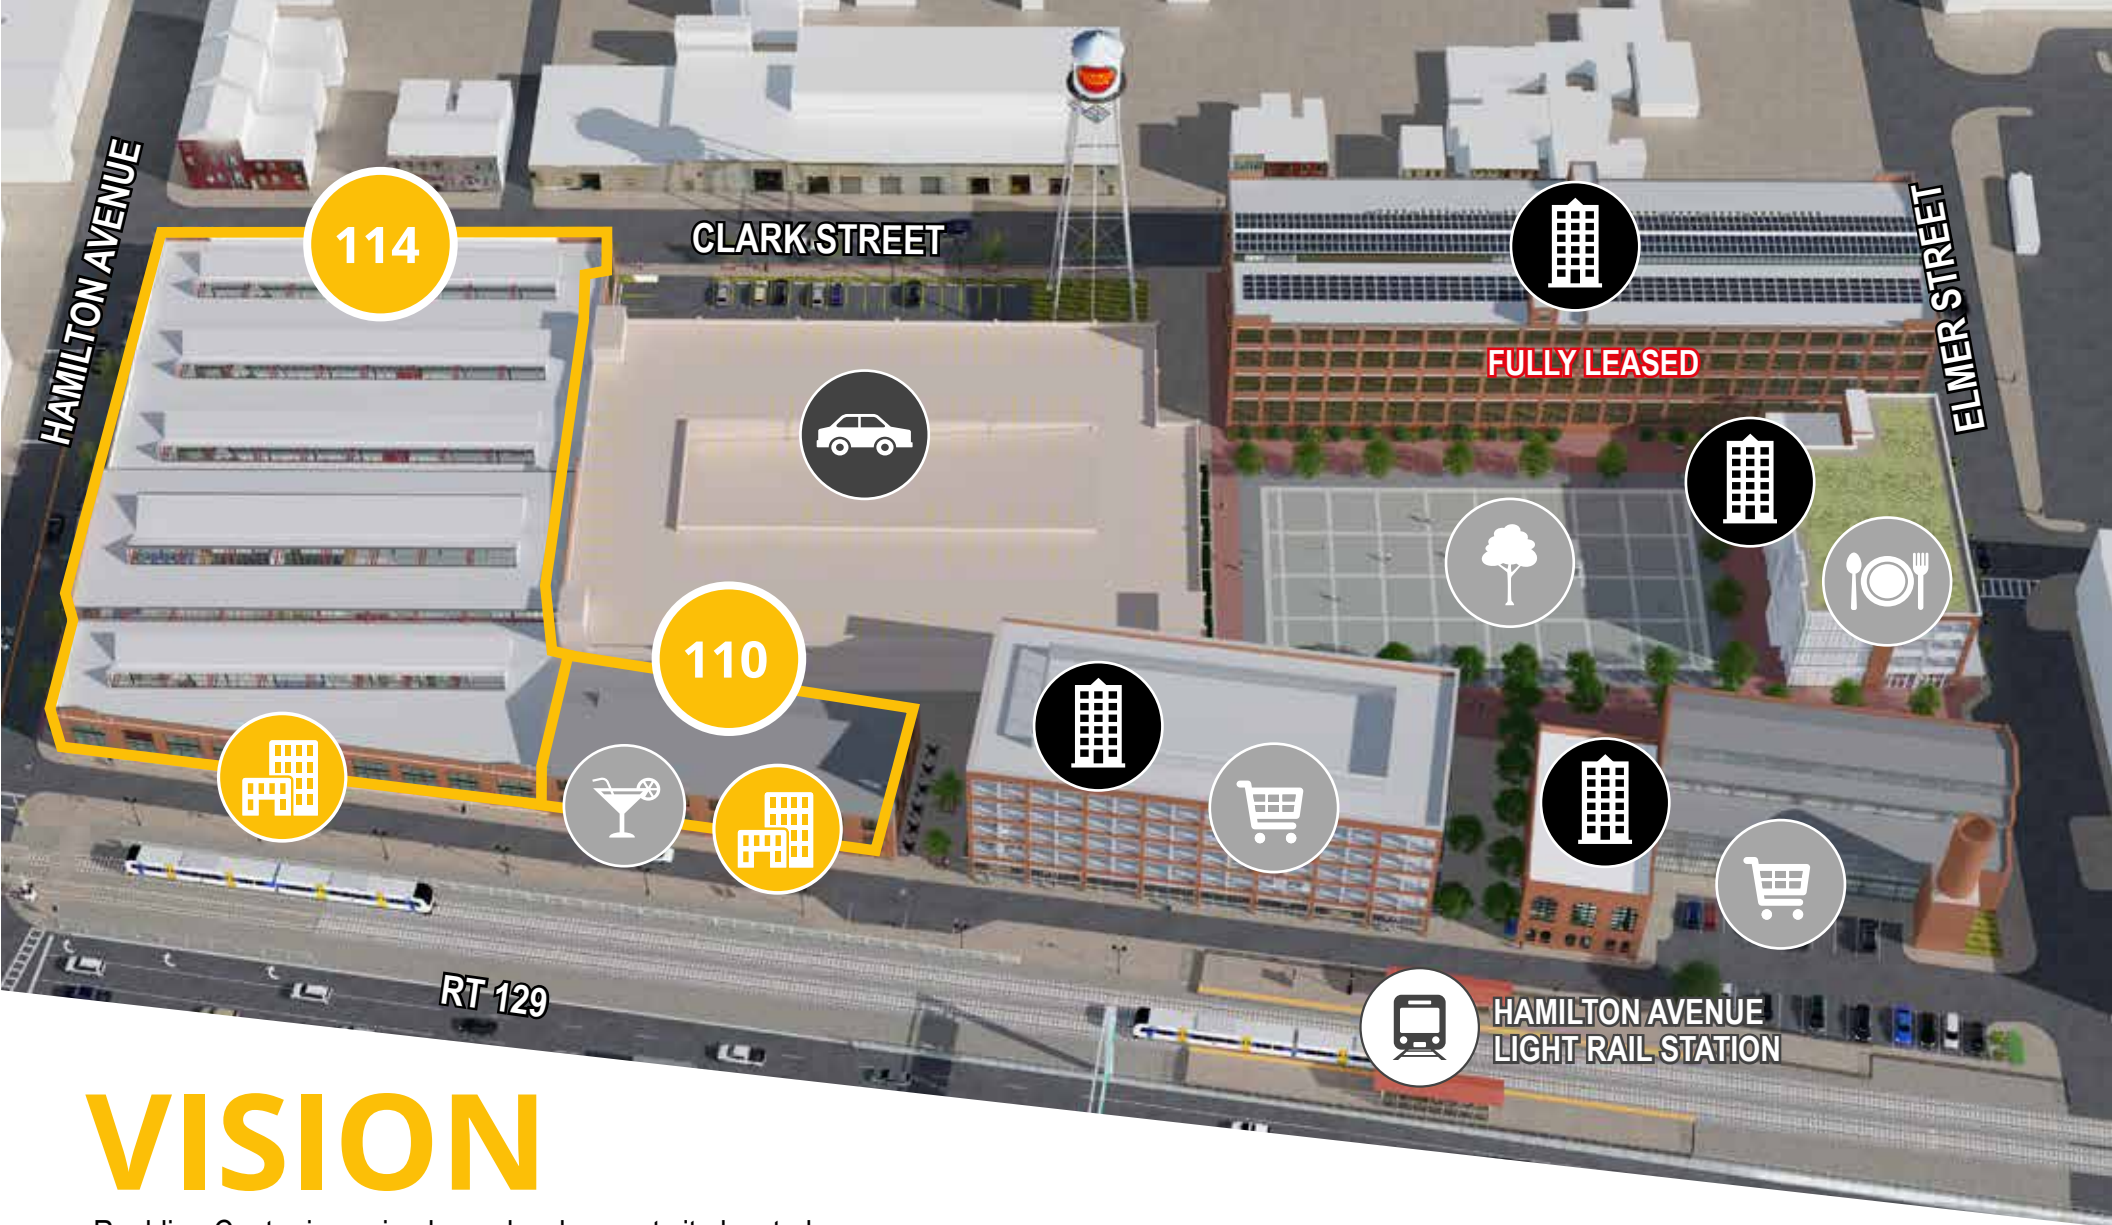 HAMILTON AVENUE
114
CLARK STREET
ELMER STREET
FULLY LEASED
110
RT 129
HAMILTON AVENUE
LIGHT RAIL STATION
VISION